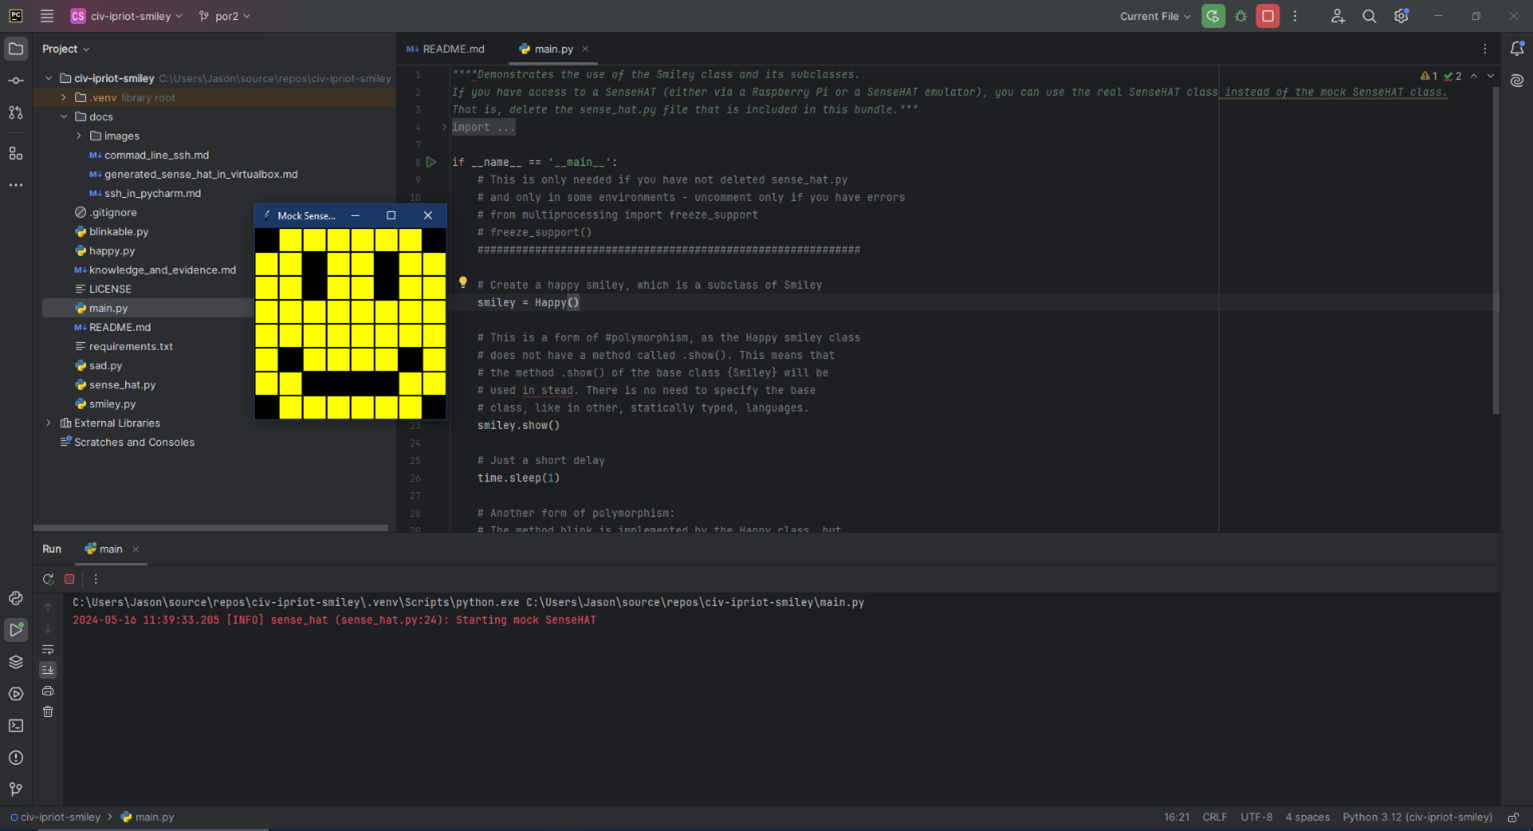 PC
CS civ-ipriot-smiley
por2
Current File
Project
README.md
main.py
civ-ipriot-smiley C:\Users\Jason\source\repos\civ-ipriot-smiley
.venv library root
docs
images
commad_line_ssh.md
generated_sense_hat_in_virtualbox.md
ssh_in_pycharm.md
.gitignore
blinkable.py
happy.py
knowledge_and_evidence.md
LICENSE
main.py
README.md
requirements.txt
sad.py
sense_hat.py
smiley.py
External Libraries
Scratches and Consoles
Mock Sense...
1 2
1 """"Demonstrates the use of the Smiley class and its subclasses.
2 If you have access to a SenseHAT (either via a Raspberry Pi or a SenseHAT emulator), you can use the real SenseHAT class instead of the mock SenseHAT class.
3 That is, delete the sense_hat.py file that is included in this bundle."""
4 import ...
7
8 if __name__ == '__main__':
9 # This is only needed if you have not deleted sense_hat.py
10 # and only in some environments - uncomment only if you have errors
# from multiprocessing import freeze_support
# freeze_support()
############################################################
# Create a happy smiley, which is a subclass of Smiley
smiley = Happy()
# This is a form of #polymorphism, as the Happy smiley class
# does not have a method called .show(). This means that
# the method .show() of the base class {Smiley} will be
# used in stead. There is no need to specify the base
# class, like in other, statically typed, languages.
23 smiley.show()
24
25 # Just a short delay
26 time.sleep(1)
27
28 # Another form of polymorphism:
29 # The method blink is implemented by the Happy class, but
Run
main
C:\Users\Jason\source\repos\civ-ipriot-smiley\.venv\Scripts\python.exe C:\Users\Jason\source\repos\civ-ipriot-smiley\main.py
2024-05-16 11:39:33.205 [INFO] sense_hat (sense_hat.py:24): Starting mock SenseHAT
civ-ipriot-smiley > main.py
16:21 CRLF UTF-8 4 spaces Python 3.12 (civ-ipriot-smiley)